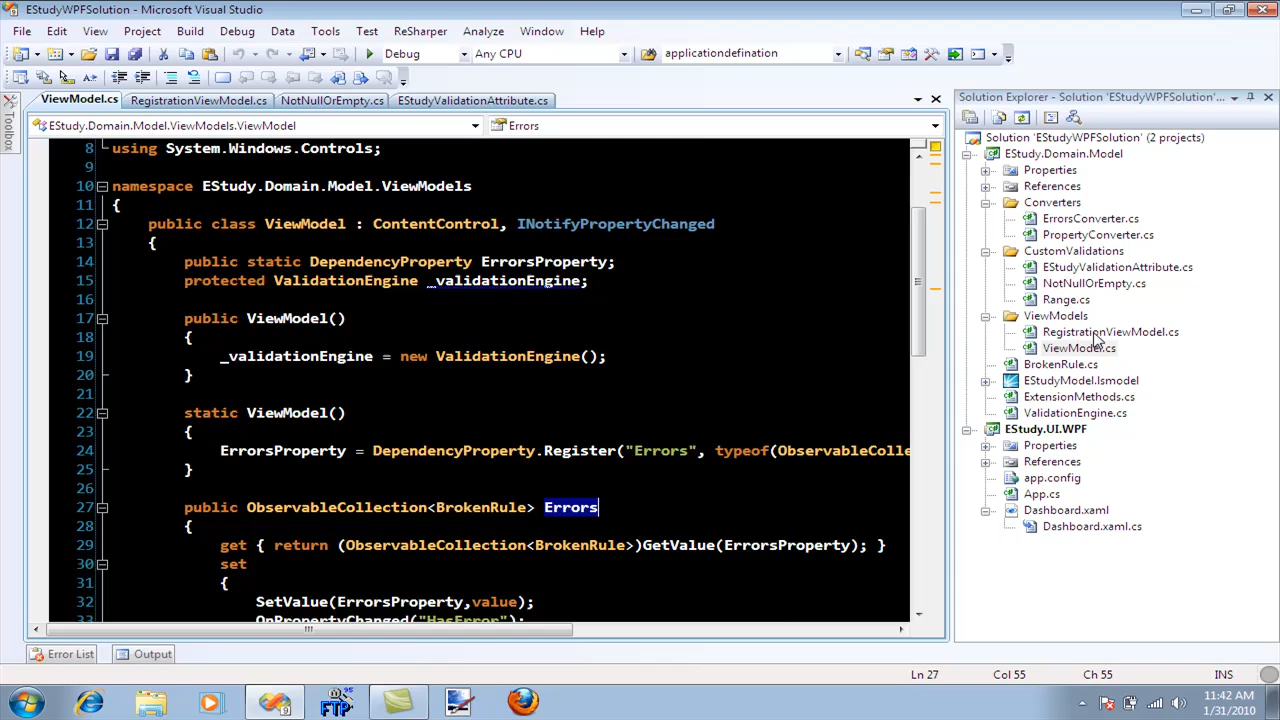 EStudyWPFSolution - Microsoft Visual Studio
File Edit View Project Build Debug Data Tools Test ReSharper Analyze Window Help
Debug Any CPU applicationdefination
ViewModel.cs RegistrationViewModel.cs NotNullOrEmpty.cs EStudyValidationAttribute.cs
EStudy.Domain.Model.ViewModels.ViewModel Errors
Toolbox
8 using System.Windows.Controls;
9
10 namespace EStudy.Domain.Model.ViewModels
11 {
12 public class ViewModel : ContentControl, INotifyPropertyChanged
13 {
14 public static DependencyProperty ErrorsProperty;
15 protected ValidationEngine _validationEngine;
16
17 public ViewModel()
18 {
19 _validationEngine = new ValidationEngine();
20 }
21
22 static ViewModel()
23 {
24 ErrorsProperty = DependencyProperty.Register("Errors", typeof(ObservableColle
25 }
26
27 public ObservableCollection<BrokenRule> Errors
28 {
29 get { return (ObservableCollection<BrokenRule>)GetValue(ErrorsProperty); }
30 set
31 {
32 SetValue(ErrorsProperty,value);
33 OnPropertyChanged("HasError");
Solution Explorer - Solution 'EStudyWPFSolution'...
Solution 'EStudyWPFSolution' (2 projects)
EStudy.Domain.Model
Properties
References
Converters
ErrorsConverter.cs
PropertyConverter.cs
CustomValidations
EStudyValidationAttribute.cs
NotNullOrEmpty.cs
Range.cs
ViewModels
RegistrationViewModel.cs
ViewModel.cs
BrokenRule.cs
EStudyModel.lsmodel
ExtensionMethods.cs
ValidationEngine.cs
EStudy.UI.WPF
Properties
References
app.config
App.cs
Dashboard.xaml
Dashboard.xaml.cs
Error List Output
Ln 27 Col 55 Ch 55 INS
FTP
11:42 AM
1/31/2010